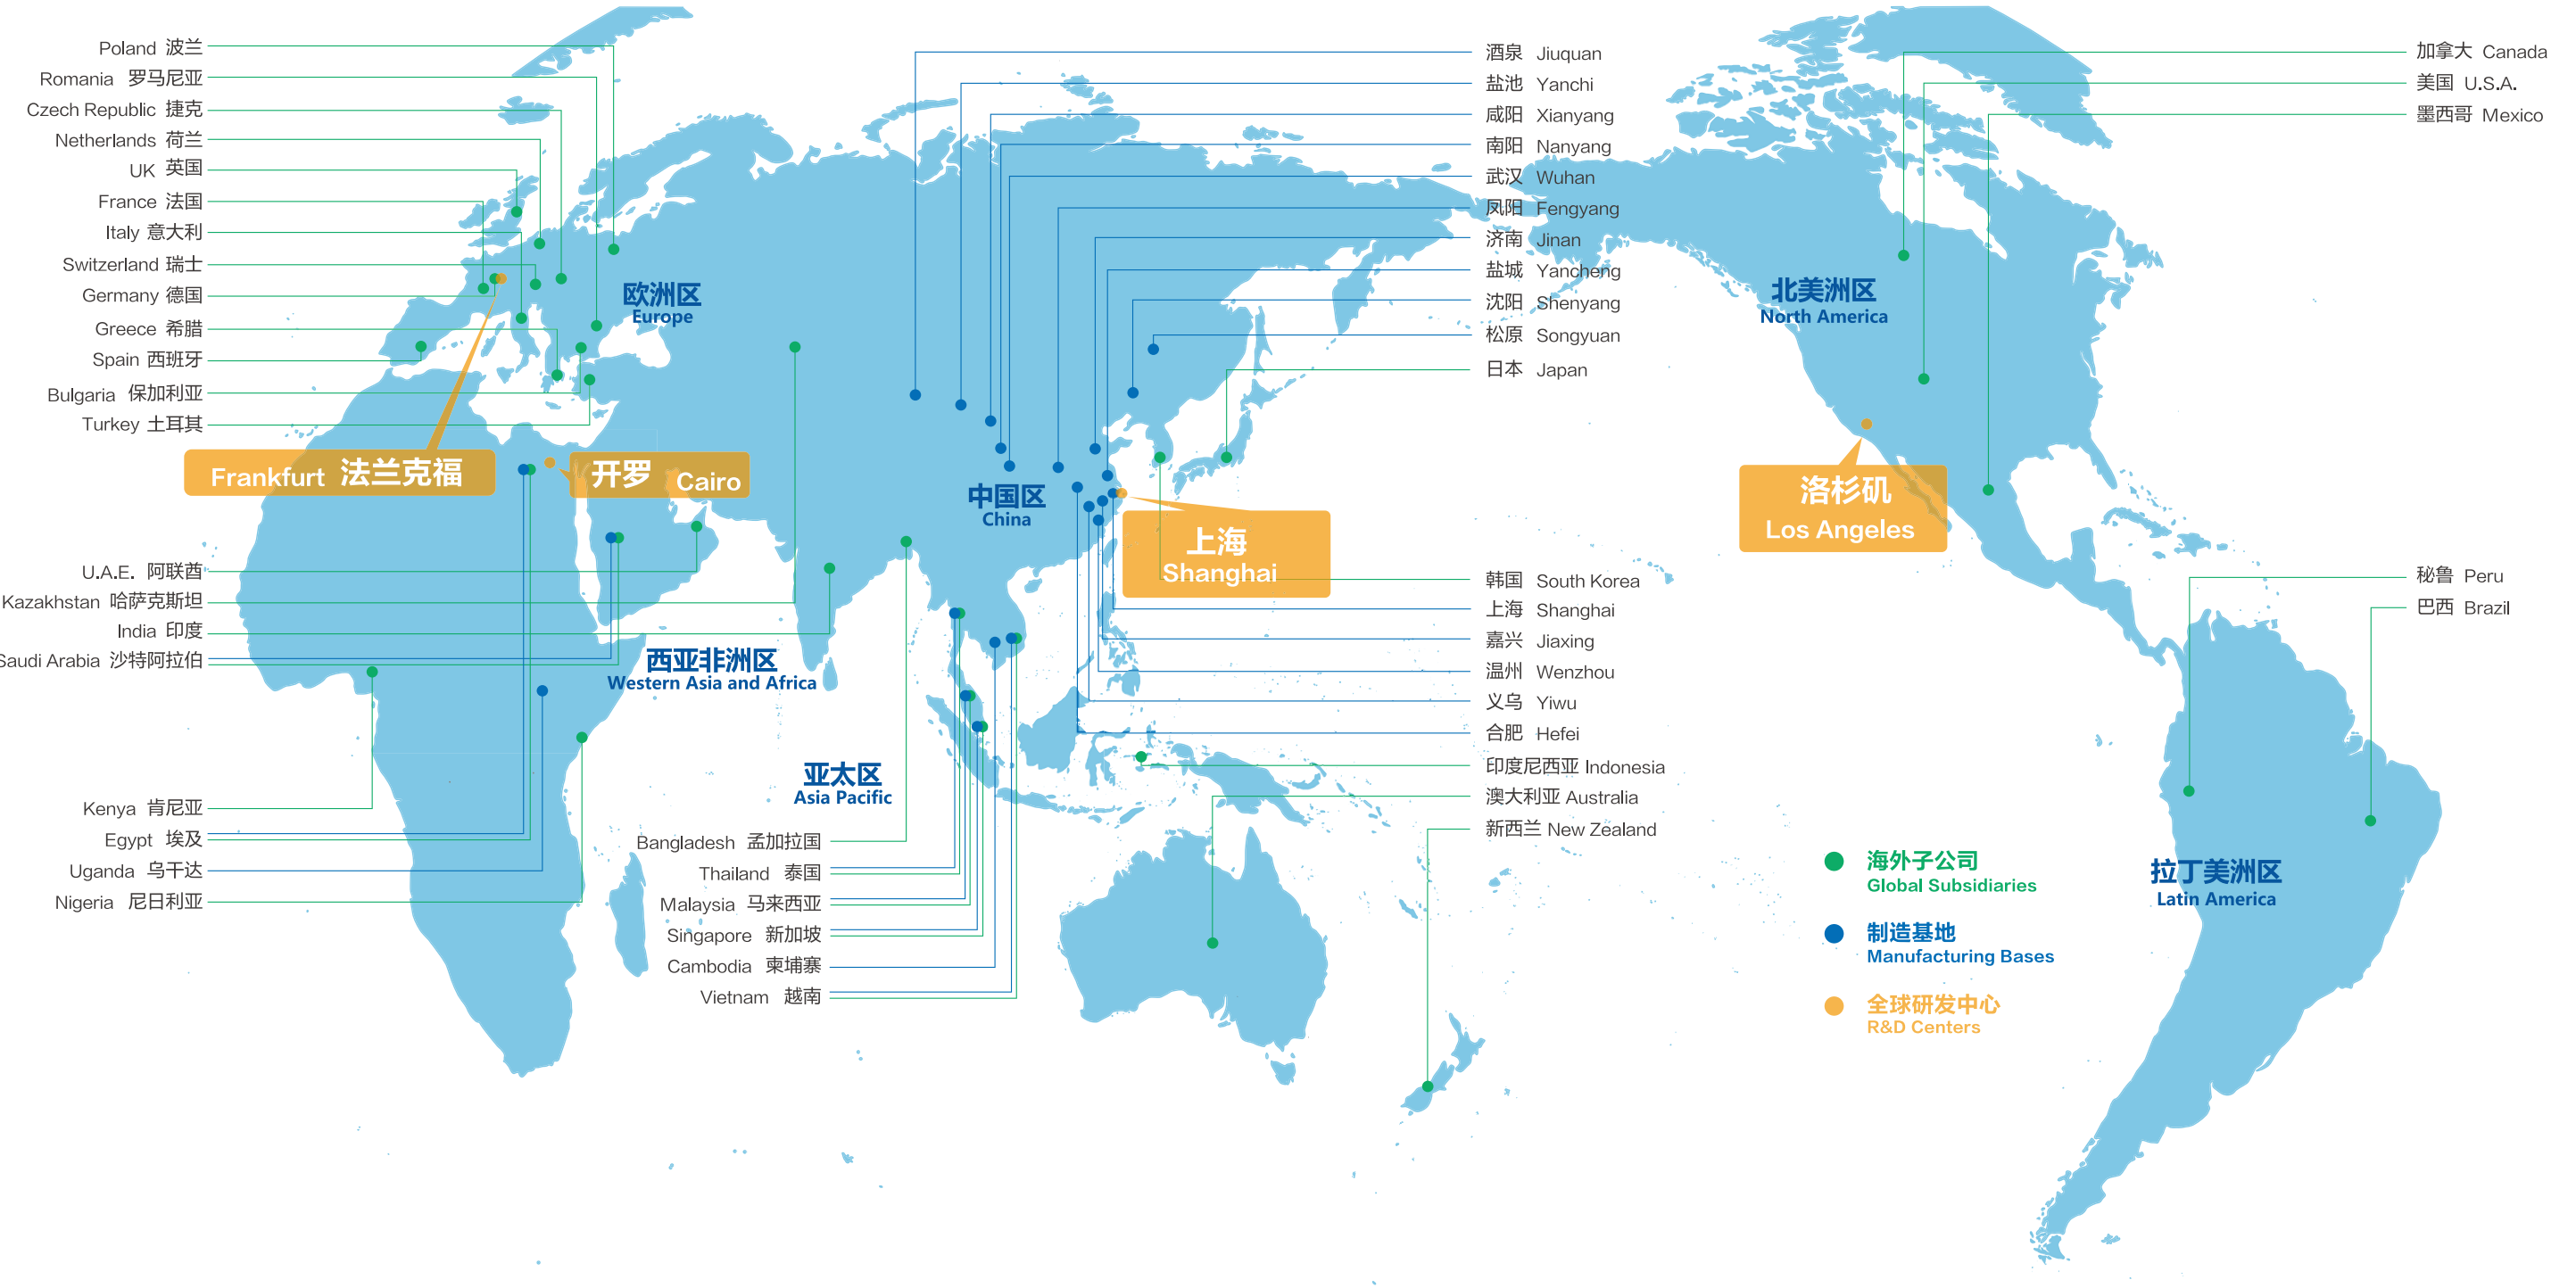 Poland 波兰
Romania 罗马尼亚
Czech Republic 捷克
Netherlands 荷兰
UK 英国
France 法国
Italy 意大利
Switzerland 瑞士
Germany 德国
Greece 希腊
Spain 西班牙
Bulgaria 保加利亚
Turkey 土耳其
Frankfurt 法兰克福
开罗 Cairo
U.A.E. 阿联酋
Kazakhstan 哈萨克斯坦
India 印度
Saudi Arabia 沙特阿拉伯
Kenya 肯尼亚
Egypt 埃及
Uganda 乌干达
Nigeria 尼日利亚
欧洲区
Europe
西亚非洲区
Western Asia and Africa
亚太区
Asia Pacific
Bangladesh 孟加拉国
Thailand 泰国
Malaysia 马来西亚
Singapore 新加坡
Cambodia 柬埔寨
Vietnam 越南
中国区
China
上海
Shanghai
酒泉 Jiuquan
盐池 Yanchi
咸阳 Xianyang
南阳 Nanyang
武汉 Wuhan
凤阳 Fengyang
济南 Jinan
盐城 Yancheng
沈阳 Shenyang
松原 Songyuan
日本 Japan
韩国 South Korea
上海 Shanghai
嘉兴 Jiaxing
温州 Wenzhou
义乌 Yiwu
合肥 Hefei
印度尼西亚 Indonesia
澳大利亚 Australia
新西兰 New Zealand
北美洲区
North America
洛杉矶
Los Angeles
加拿大 Canada
美国 U.S.A.
墨西哥 Mexico
秘鲁 Peru
巴西 Brazil
拉丁美洲区
Latin America
海外子公司
Global Subsidiaries
制造基地
Manufacturing Bases
全球研发中心
R&D Centers